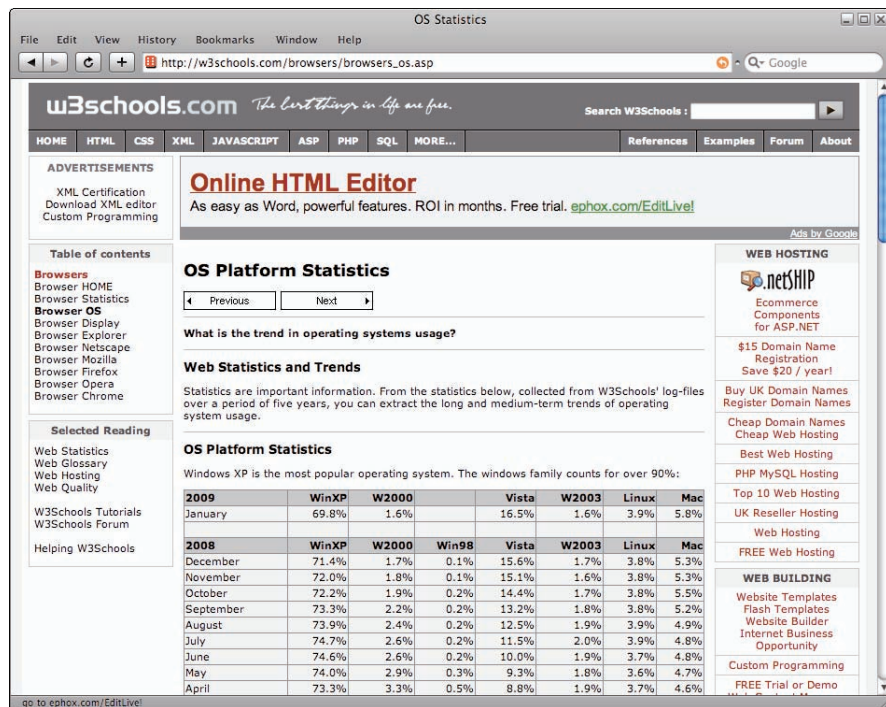 OS Statistics
File Edit View History Bookmarks Window Help
http://w3schools.com/browsers/browsers_os.asp
Google
w3schools.com The best things in life are free.
Search W3Schools :
HOME HTML CSS XML JAVASCRIPT ASP PHP SQL MORE... References Examples Forum About
ADVERTISEMENTS
XML Certification
Download XML editor
Custom Programming
Online HTML Editor
As easy as Word, powerful features. ROI in months. Free trial. ephox.com/EditLive!
Ads by Google
Table of contents
Browsers
Browser HOME
Browser Statistics
Browser OS
Browser Display
Browser Explorer
Browser Netscape
Browser Mozilla
Browser Firefox
Browser Opera
Browser Chrome
Selected Reading
Web Statistics
Web Glossary
Web Hosting
Web Quality
W3Schools Tutorials
W3Schools Forum
Helping W3Schools
OS Platform Statistics
Previous Next
What is the trend in operating systems usage?
Web Statistics and Trends
Statistics are important information. From the statistics below, collected from W3Schools' log-files
over a period of five years, you can extract the long and medium-term trends of operating
system usage.
OS Platform Statistics
Windows XP is the most popular operating system. The windows family counts for over 90%:
2009 WinXP W2000 Vista W2003 Linux Mac
January 69.8% 1.6% 16.5% 1.6% 3.9% 5.8%
2008 WinXP W2000 Win98 Vista W2003 Linux Mac
December 71.4% 1.7% 0.1% 15.6% 1.7% 3.8% 5.3%
November 72.0% 1.8% 0.1% 15.1% 1.6% 3.8% 5.3%
October 72.2% 1.9% 0.2% 14.4% 1.7% 3.8% 5.5%
September 73.3% 2.2% 0.2% 13.2% 1.8% 3.8% 5.2%
August 73.9% 2.4% 0.2% 12.5% 1.9% 3.9% 4.9%
July 74.7% 2.6% 0.2% 11.5% 2.0% 3.9% 4.8%
June 74.6% 2.6% 0.2% 10.0% 1.9% 3.7% 4.8%
May 74.0% 2.9% 0.3% 9.3% 1.8% 3.6% 4.7%
April 73.3% 3.3% 0.5% 8.8% 1.9% 3.7% 4.6%
WEB HOSTING
.netSHIP
Ecommerce
Components
for ASP.NET
$15 Domain Name
Registration
Save $20 / year!
Buy UK Domain Names
Register Domain Names
Cheap Domain Names
Cheap Web Hosting
Best Web Hosting
PHP MySQL Hosting
Top 10 Web Hosting
UK Reseller Hosting
Web Hosting
FREE Web Hosting
WEB BUILDING
Website Templates
Flash Templates
Website Builder
Internet Business
Opportunity
Custom Programming
FREE Trial or Demo
go to ephox.com/EditLive!